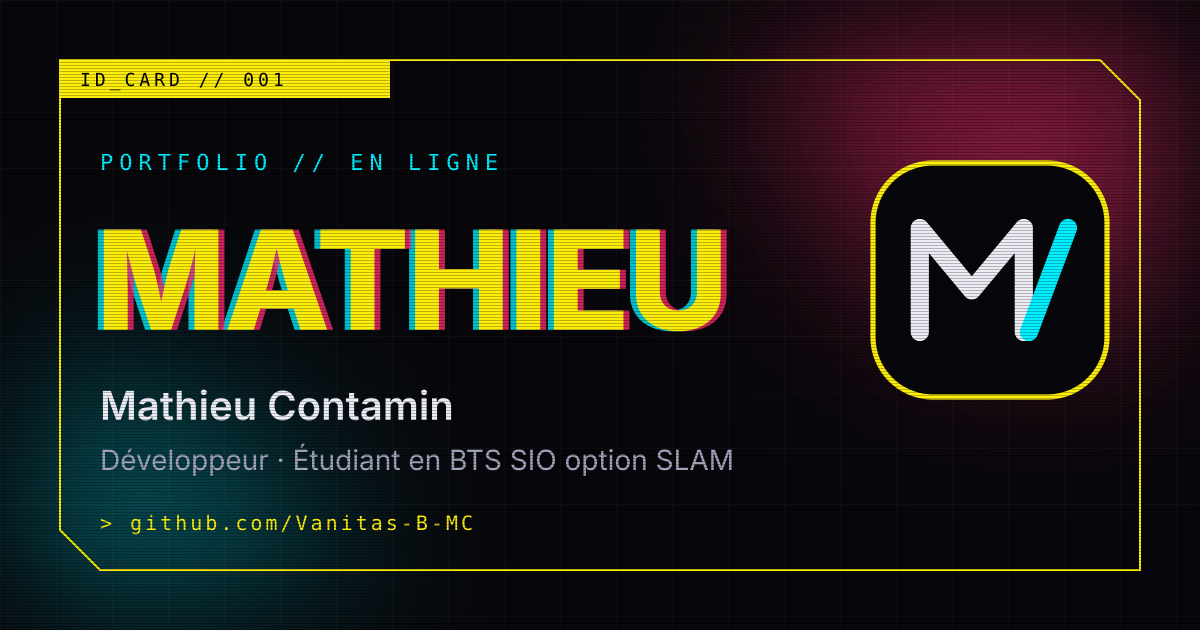 ID_CARD // 001
PORTFOLIO // EN LIGNE
MATHIEU
M/
Mathieu Contamin
Développeur · Étudiant en BTS SIO option SLAM
> github.com/Vanitas-B-MC